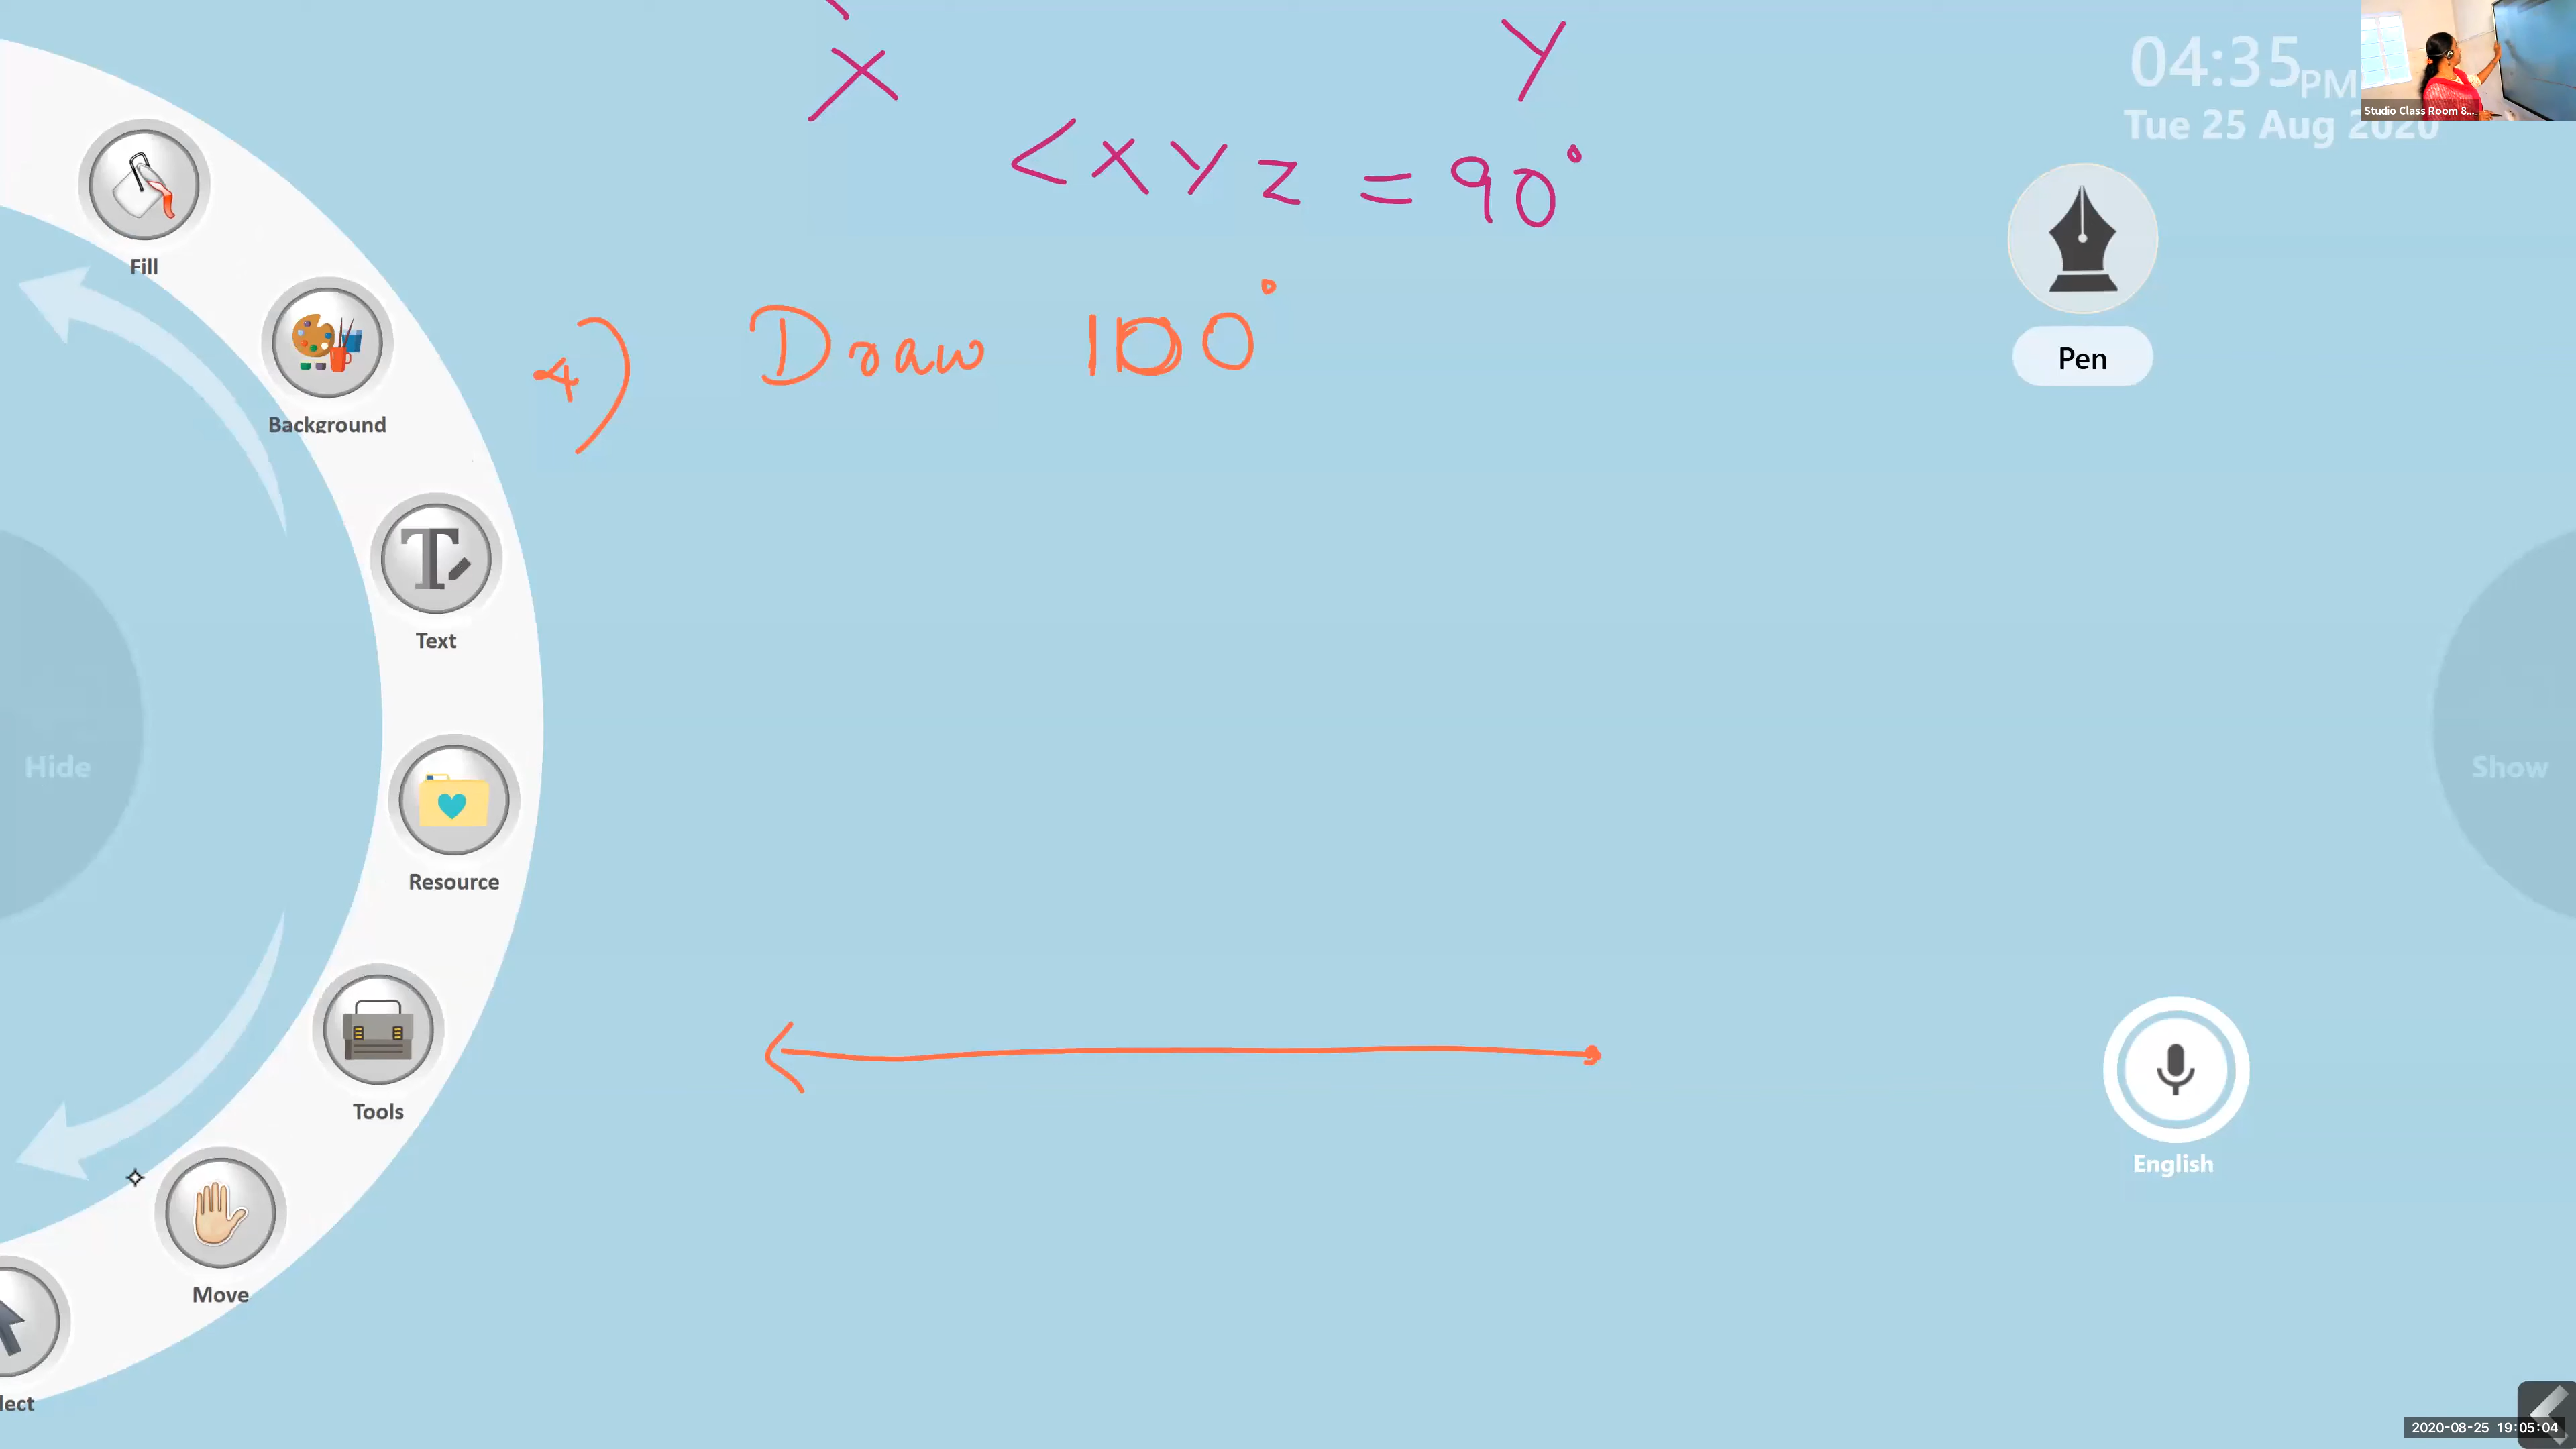 X Y
04:35PM
Studio Class Room 8...
Tue 25 Aug 2020
<XYZ = 90°
Fill
4) Draw 100°
Pen
Background
Text
Hide
Show
Resource
Tools
English
Move
lect
2020-08-25 19:05:04